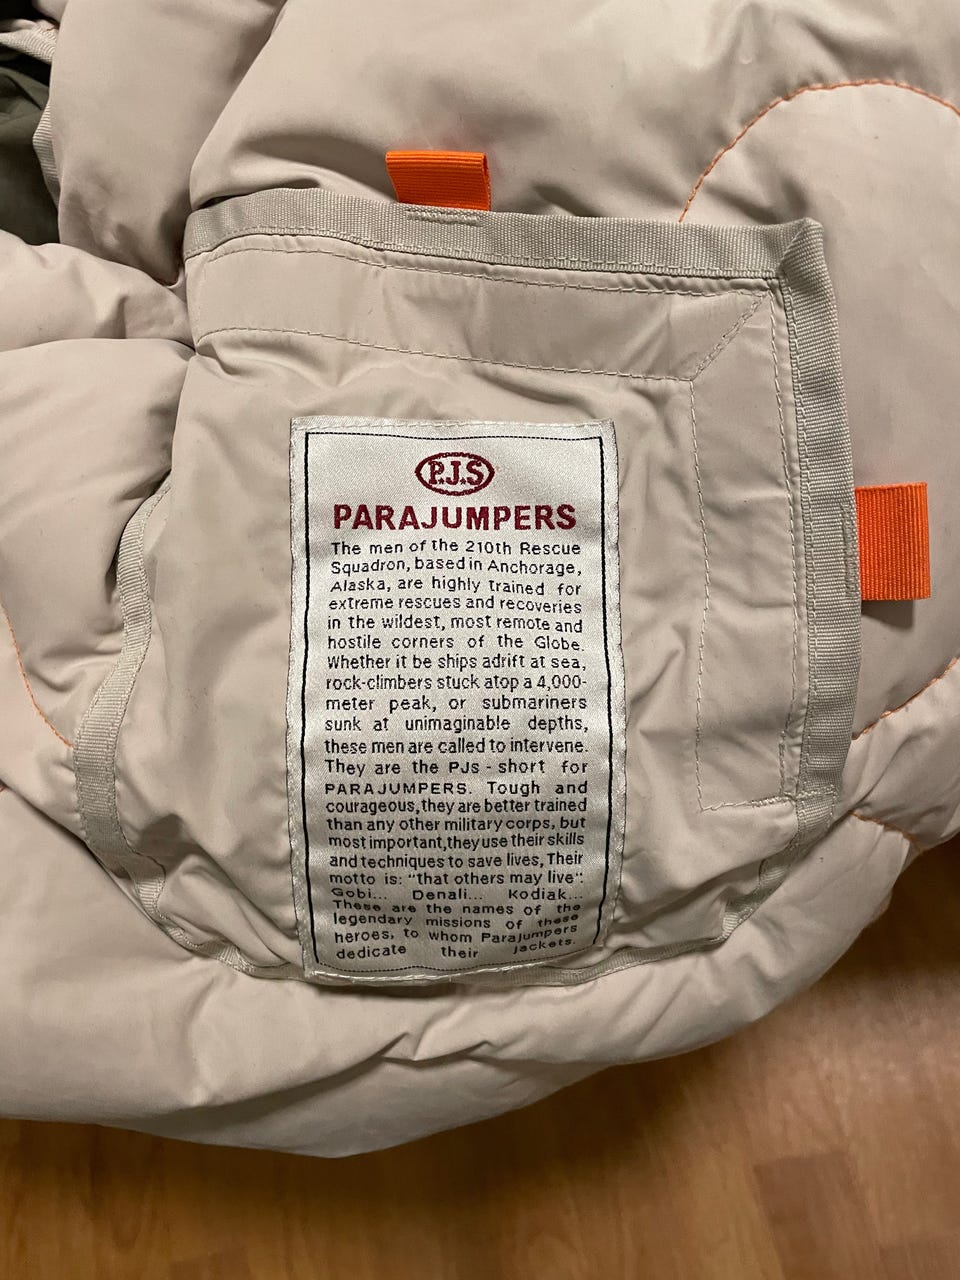 P.J.S
PARAJUMPERS
The men of the 210th Rescue
Squadron, based in Anchorage,
Alaska, are highly trained for
extreme rescues and recoveries
in the wildest, most remote and
hostile corners of the Globe.
Whether it be ships adrift at sea,
rock-climbers stuck atop a 4,000-
meter peak, or submariners
sunk at unimaginable depths,
these men are called to intervene.
They are the PJs - short for
PARAJUMPERS. Tough and
courageous, they are better trained
than any other military corps, but
most important, they use their skills
and techniques to save lives, Their
motto is: "that others may live":
Gobi... Denali... Kodiak...
These are the names of the
legendary missions of these
heroes, to whom Parajumpers
dedicate their jackets.